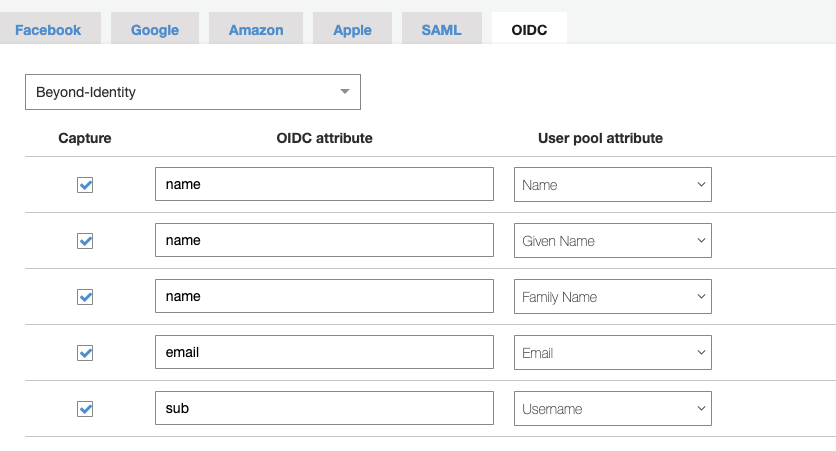 Facebook Google Amazon Apple SAML OIDC
Beyond-Identity
Capture OIDC attribute User pool attribute
name Name
name Given Name
name Family Name
email Email
sub Username